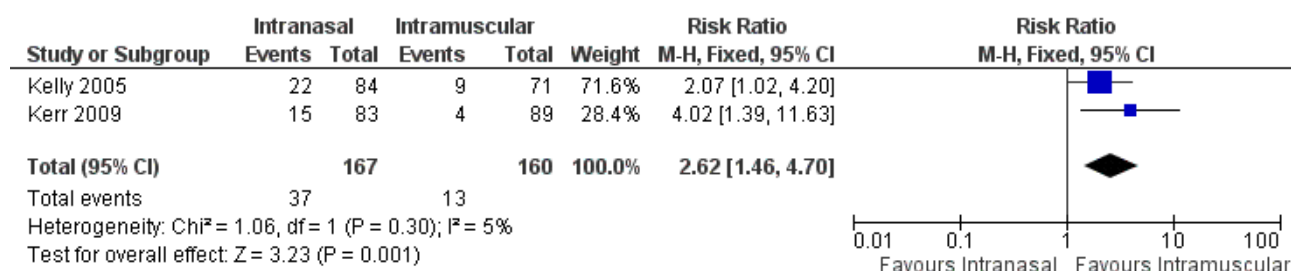 Intranasal Intramuscular Risk Ratio Risk Ratio
Study or Subgroup Events Total Events Total Weight M-H, Fixed, 95% CI M-H, Fixed, 95% CI
Kelly 2005 22 84 9 71 71.6% 2.07 [1.02, 4.20]
Kerr 2009 15 83 4 89 28.4% 4.02 [1.39, 11.63]
Total (95% CI) 167 160 100.0% 2.62 [1.46, 4.70]
Total events 37 13
Heterogeneity: Chi² = 1.06, df = 1 (P = 0.30); I² = 5%
Test for overall effect: Z = 3.23 (P = 0.001)
0.01 0.1 1 10 100
Favours Intranasal Favours Intramuscular